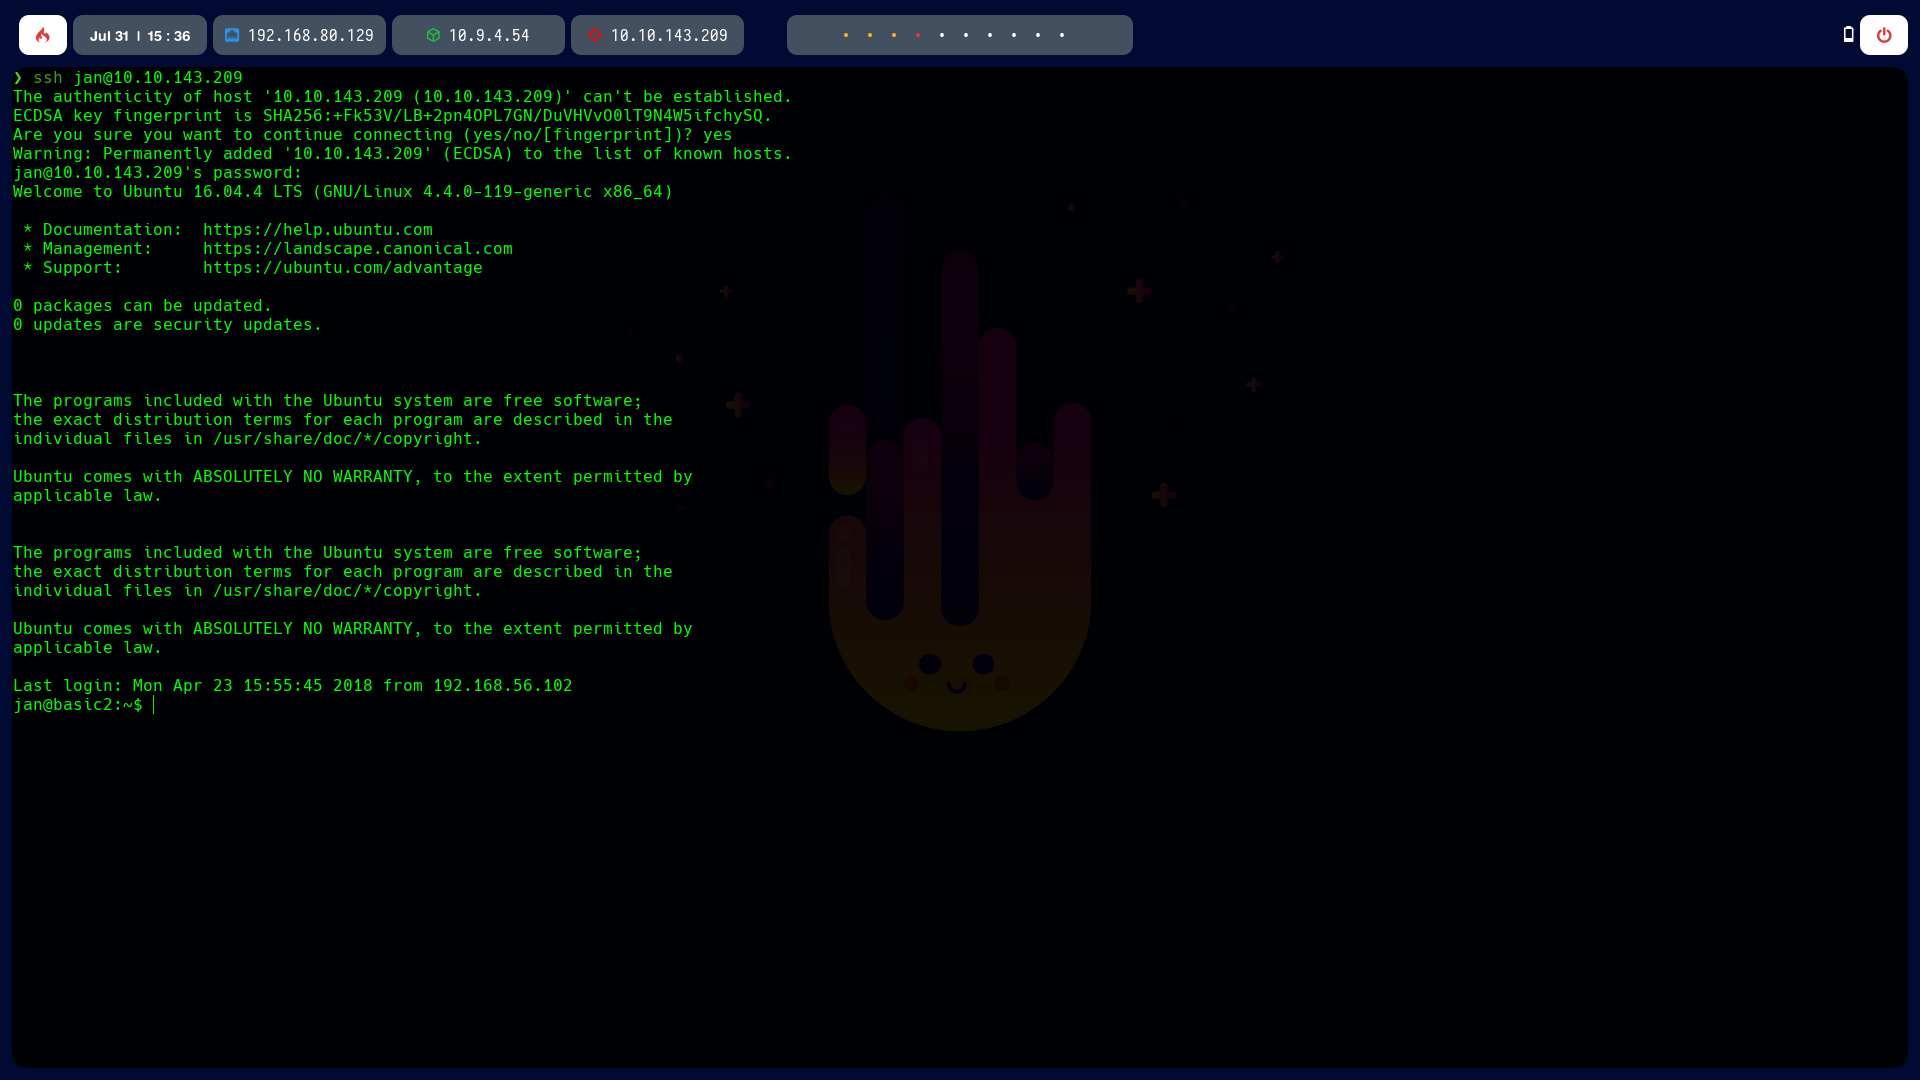 Jul 31 | 15 : 36 192.168.80.129 10.9.4.54 10.10.143.209
❯ ssh jan@10.10.143.209
The authenticity of host '10.10.143.209 (10.10.143.209)' can't be established.
ECDSA key fingerprint is SHA256:+Fk53V/LB+2pn4OPL7GN/DuVHVvO0lT9N4W5ifchySQ.
Are you sure you want to continue connecting (yes/no/[fingerprint])? yes
Warning: Permanently added '10.10.143.209' (ECDSA) to the list of known hosts.
jan@10.10.143.209's password:
Welcome to Ubuntu 16.04.4 LTS (GNU/Linux 4.4.0-119-generic x86_64)
* Documentation:  https://help.ubuntu.com
* Management:     https://landscape.canonical.com
* Support:        https://ubuntu.com/advantage
0 packages can be updated.
0 updates are security updates.
The programs included with the Ubuntu system are free software;
the exact distribution terms for each program are described in the
individual files in /usr/share/doc/*/copyright.
Ubuntu comes with ABSOLUTELY NO WARRANTY, to the extent permitted by
applicable law.
The programs included with the Ubuntu system are free software;
the exact distribution terms for each program are described in the
individual files in /usr/share/doc/*/copyright.
Ubuntu comes with ABSOLUTELY NO WARRANTY, to the extent permitted by
applicable law.
Last login: Mon Apr 23 15:55:45 2018 from 192.168.56.102
jan@basic2:~$